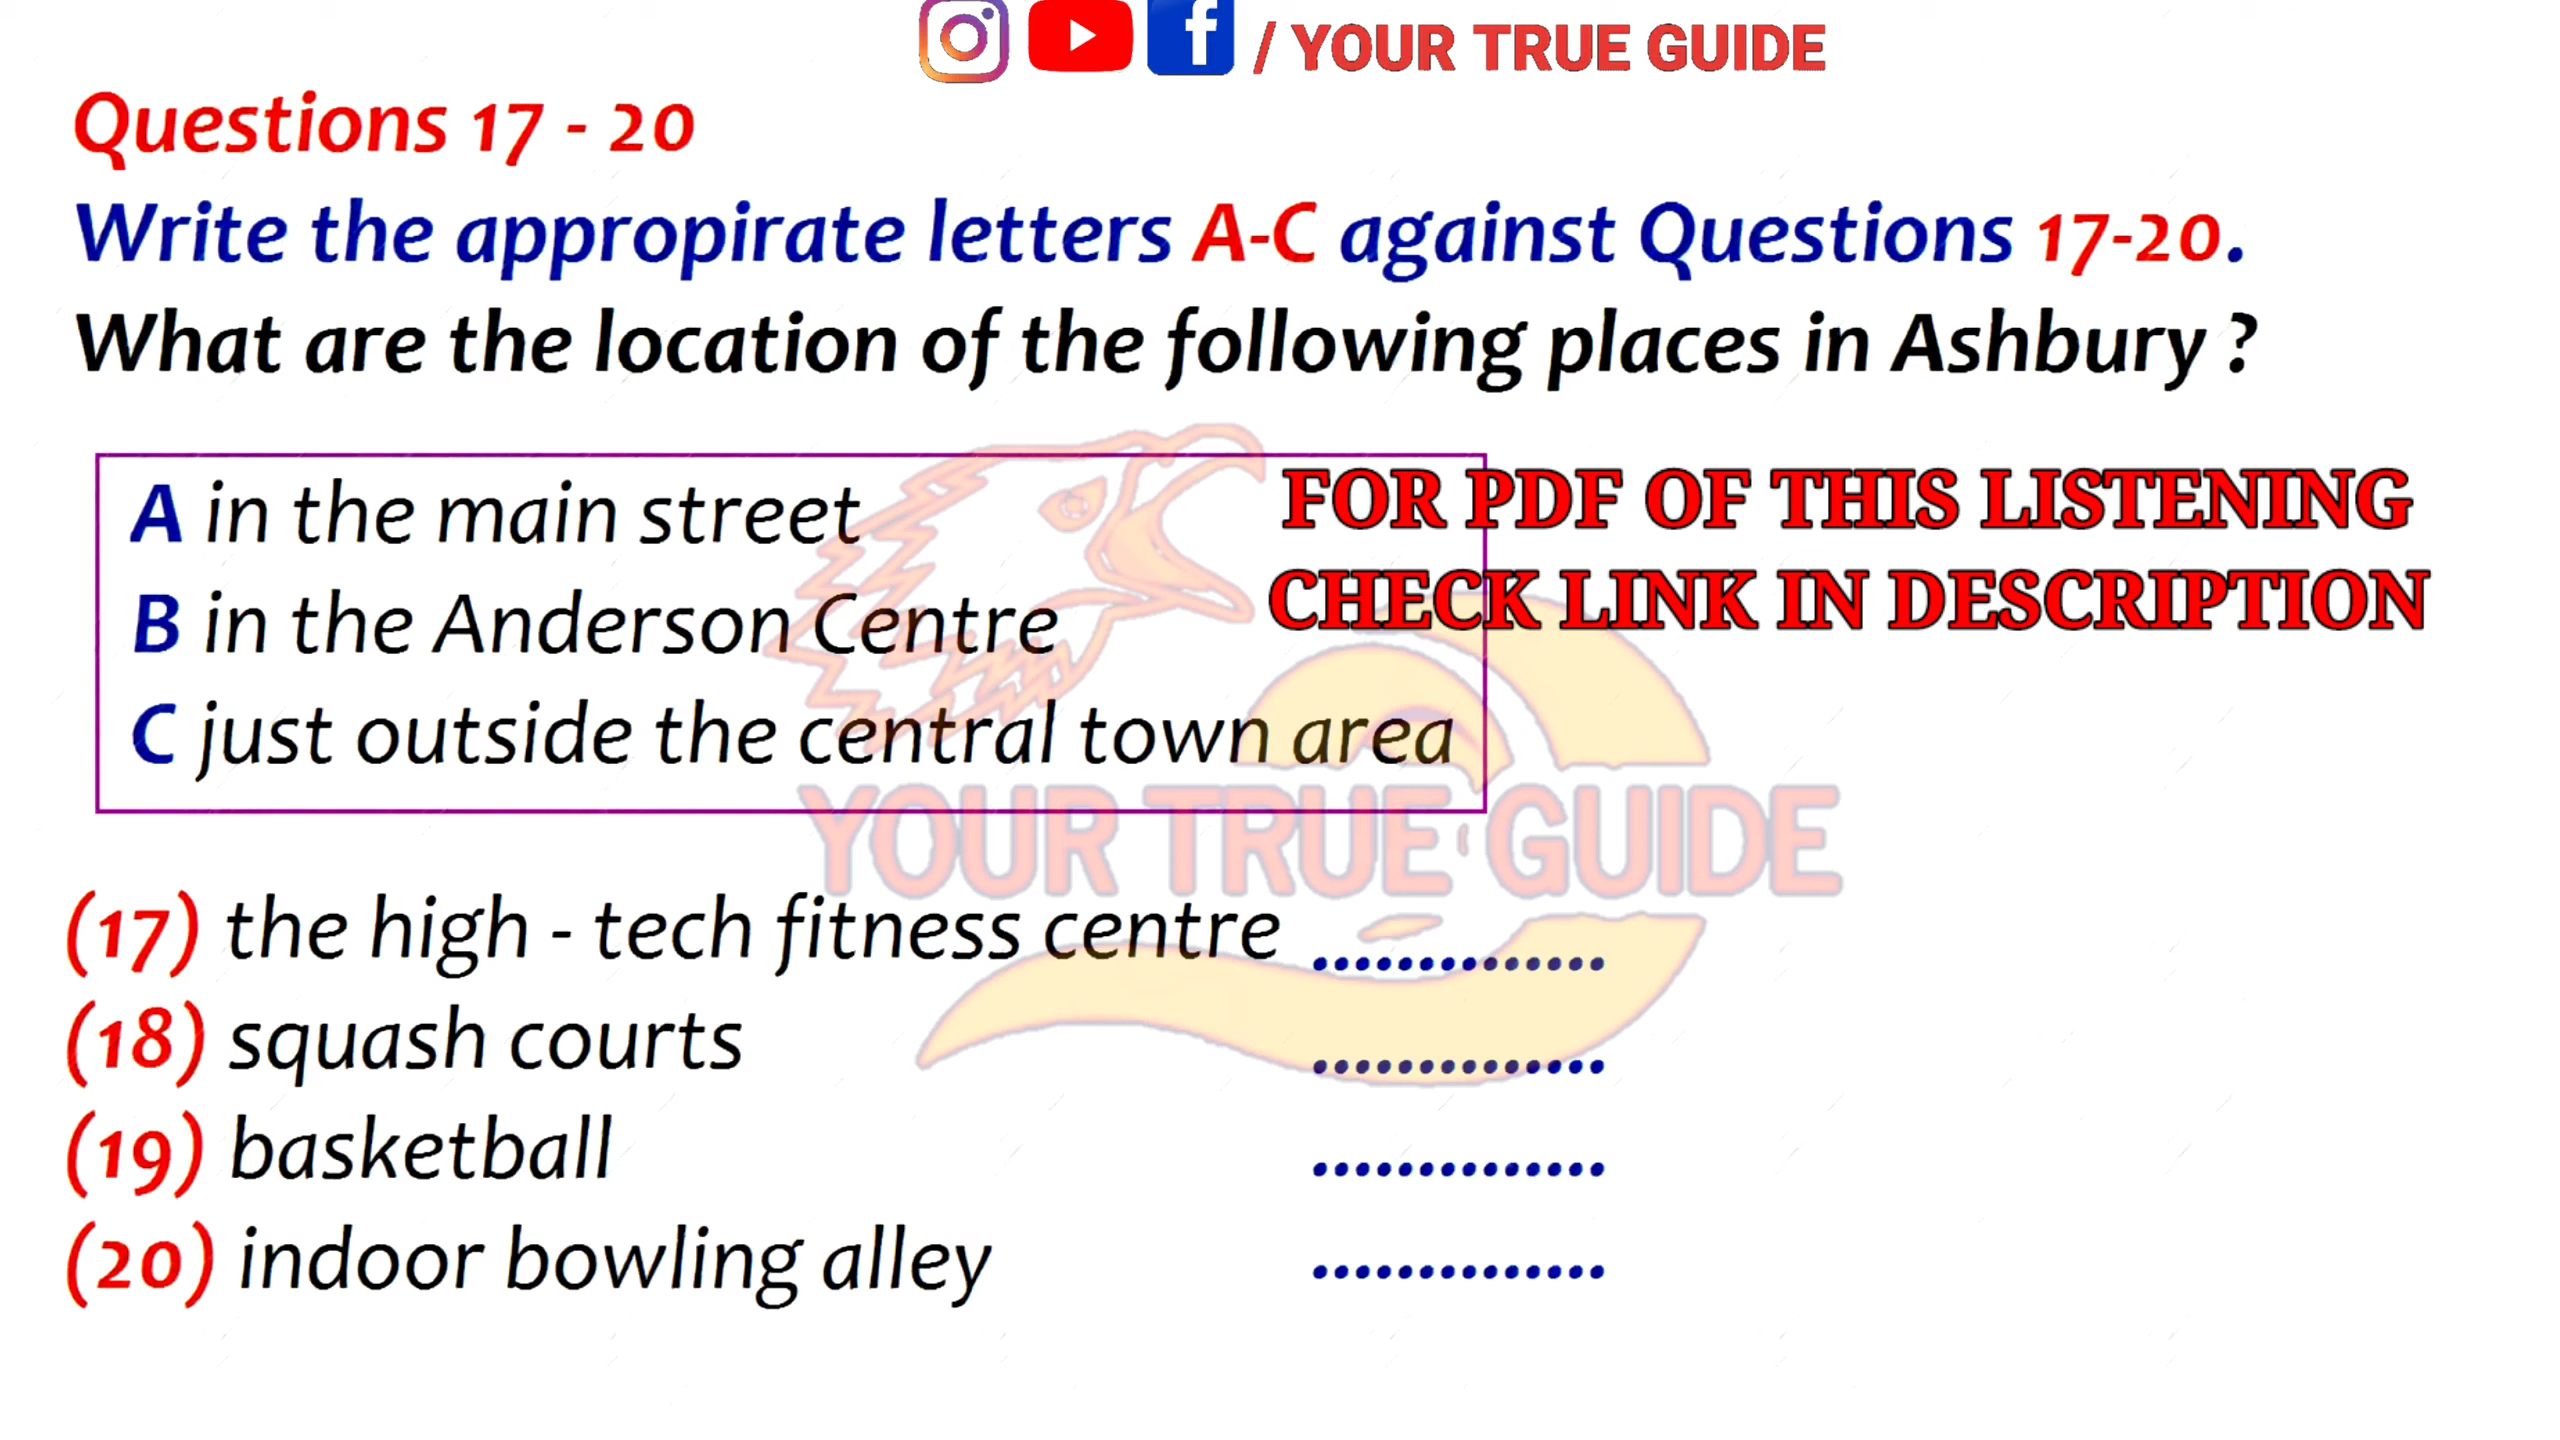 / YOUR TRUE GUIDE
Questions 17 - 20
Write the appropirate letters A-C against Questions 17-20.
What are the location of the following places in Ashbury ?
A in the main street
B in the Anderson Centre
C just outside the central town area
FOR PDF OF THIS LISTENING
CHECK LINK IN DESCRIPTION
YOUR TRUE GUIDE
(17) the high - tech fitness centre ..............
(18) squash courts ..............
(19) basketball ..............
(20) indoor bowling alley ..............